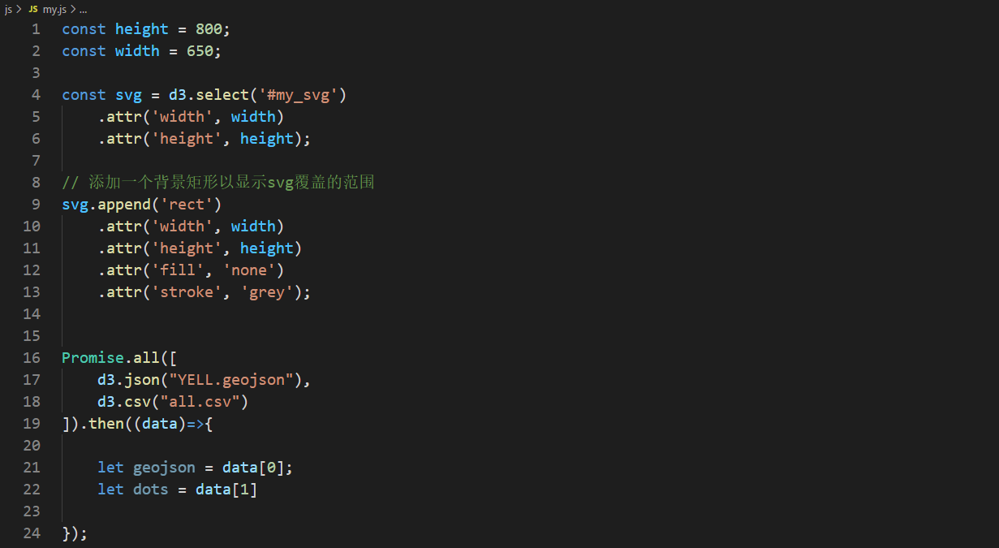 js > JS my.js > ...
1 const height = 800;
2 const width = 650;
3
4 const svg = d3.select('#my_svg')
5     .attr('width', width)
6     .attr('height', height);
7
8 // 添加一个背景矩形以显示svg覆盖的范围
9 svg.append('rect')
10     .attr('width', width)
11     .attr('height', height)
12     .attr('fill', 'none')
13     .attr('stroke', 'grey');
14
15
16 Promise.all([
17     d3.json("YELL.geojson"),
18     d3.csv("all.csv")
19 ]).then((data)=>{
20
21     let geojson = data[0];
22     let dots = data[1]
23
24 });